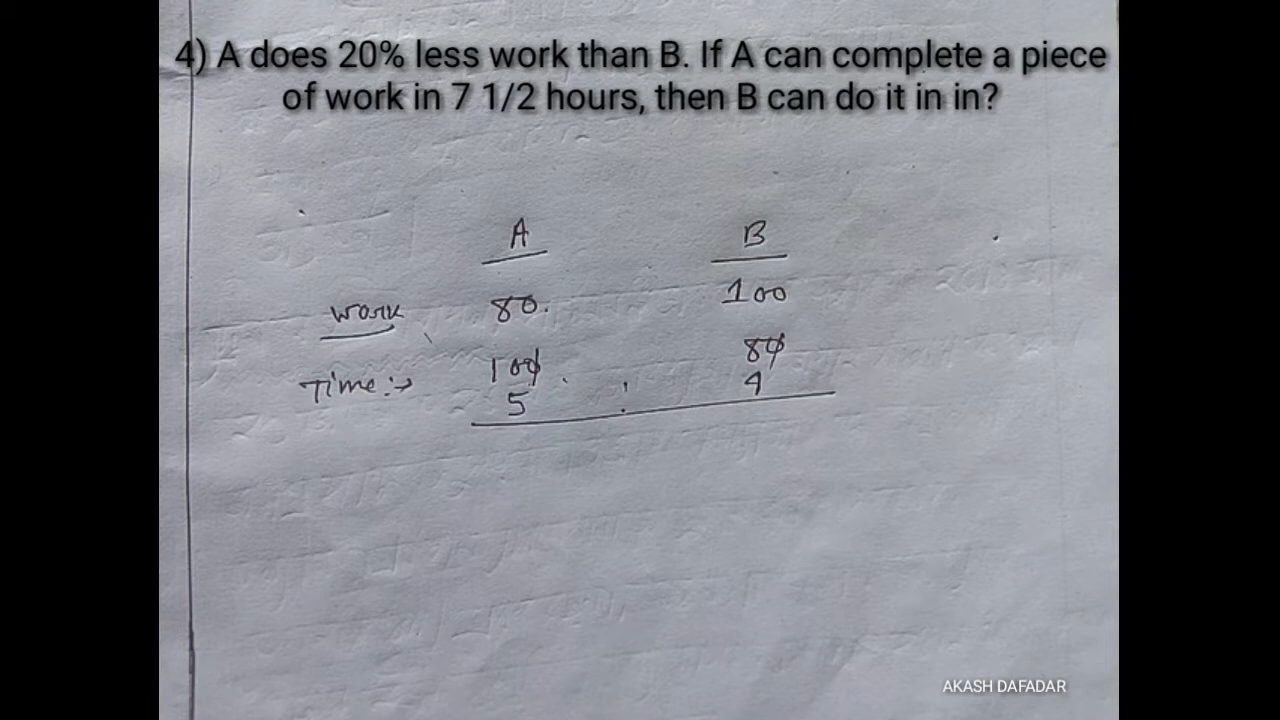 4) A does 20% less work than B. If A can complete a piece
of work in 7 1/2 hours, then B can do it in in?
A B
work 80. 100
Time :→ 100 80
5 : 4
AKASH DAFADAR